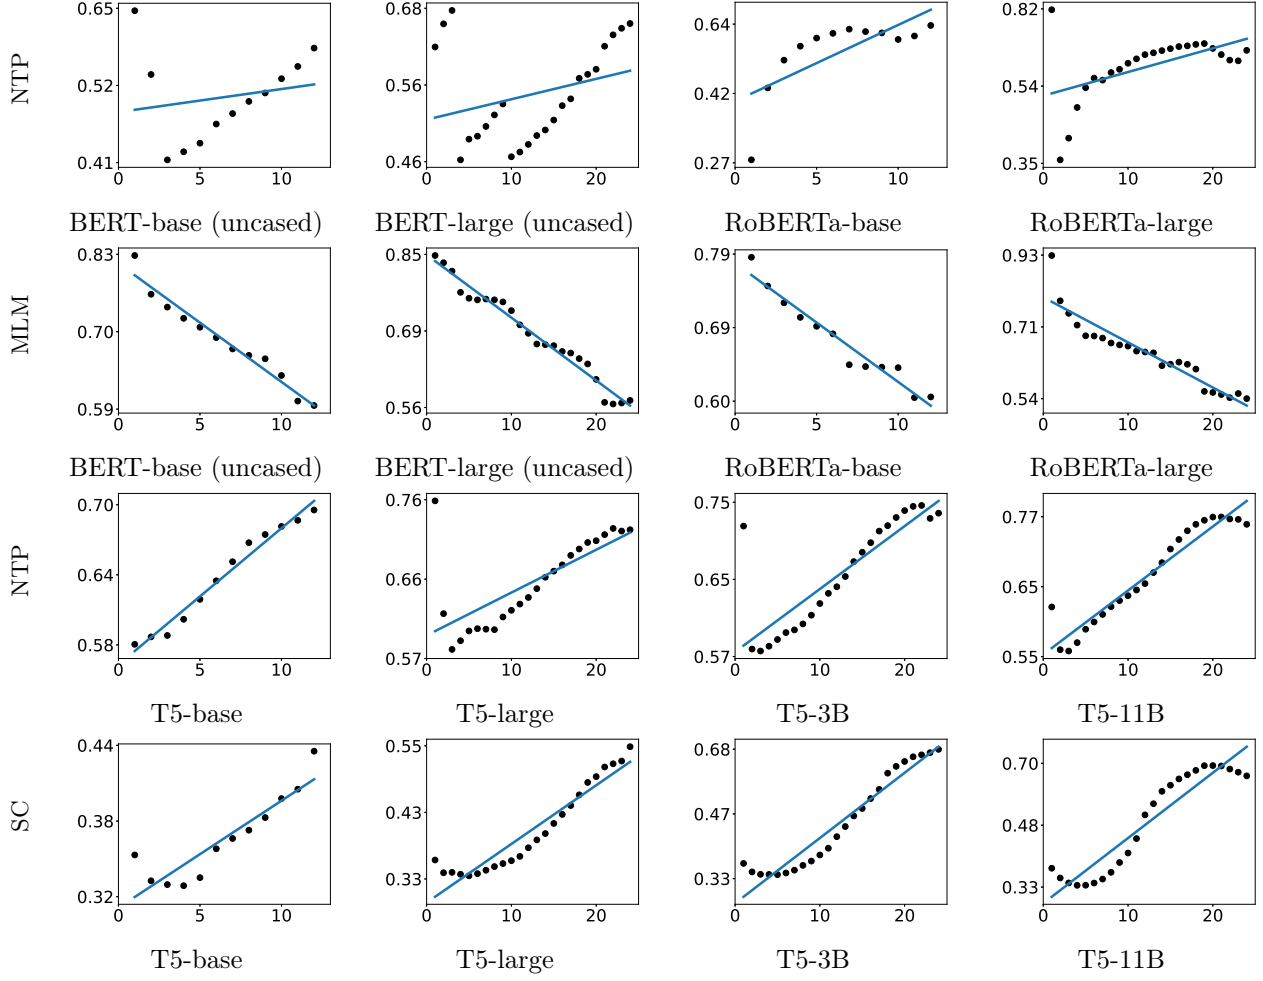 NTP
0.65
0.52
0.41
0 5 10
BERT-base (uncased)
0.68
0.56
0.46
0 10 20
BERT-large (uncased)
0.64
0.42
0.27
0 5 10
RoBERTa-base
0.82
0.54
0.35
0 10 20
RoBERTa-large
MLM
0.83
0.70
0.59
0 5 10
BERT-base (uncased)
0.85
0.69
0.56
0 10 20
BERT-large (uncased)
0.79
0.69
0.60
0 5 10
RoBERTa-base
0.93
0.71
0.54
0 10 20
RoBERTa-large
NTP
0.70
0.64
0.58
0 5 10
T5-base
0.76
0.66
0.57
0 10 20
T5-large
0.75
0.65
0.57
0 10 20
T5-3B
0.77
0.65
0.55
0 10 20
T5-11B
SC
0.44
0.38
0.32
0 5 10
T5-base
0.55
0.43
0.33
0 10 20
T5-large
0.68
0.47
0.33
0 10 20
T5-3B
0.70
0.48
0.33
0 10 20
T5-11B